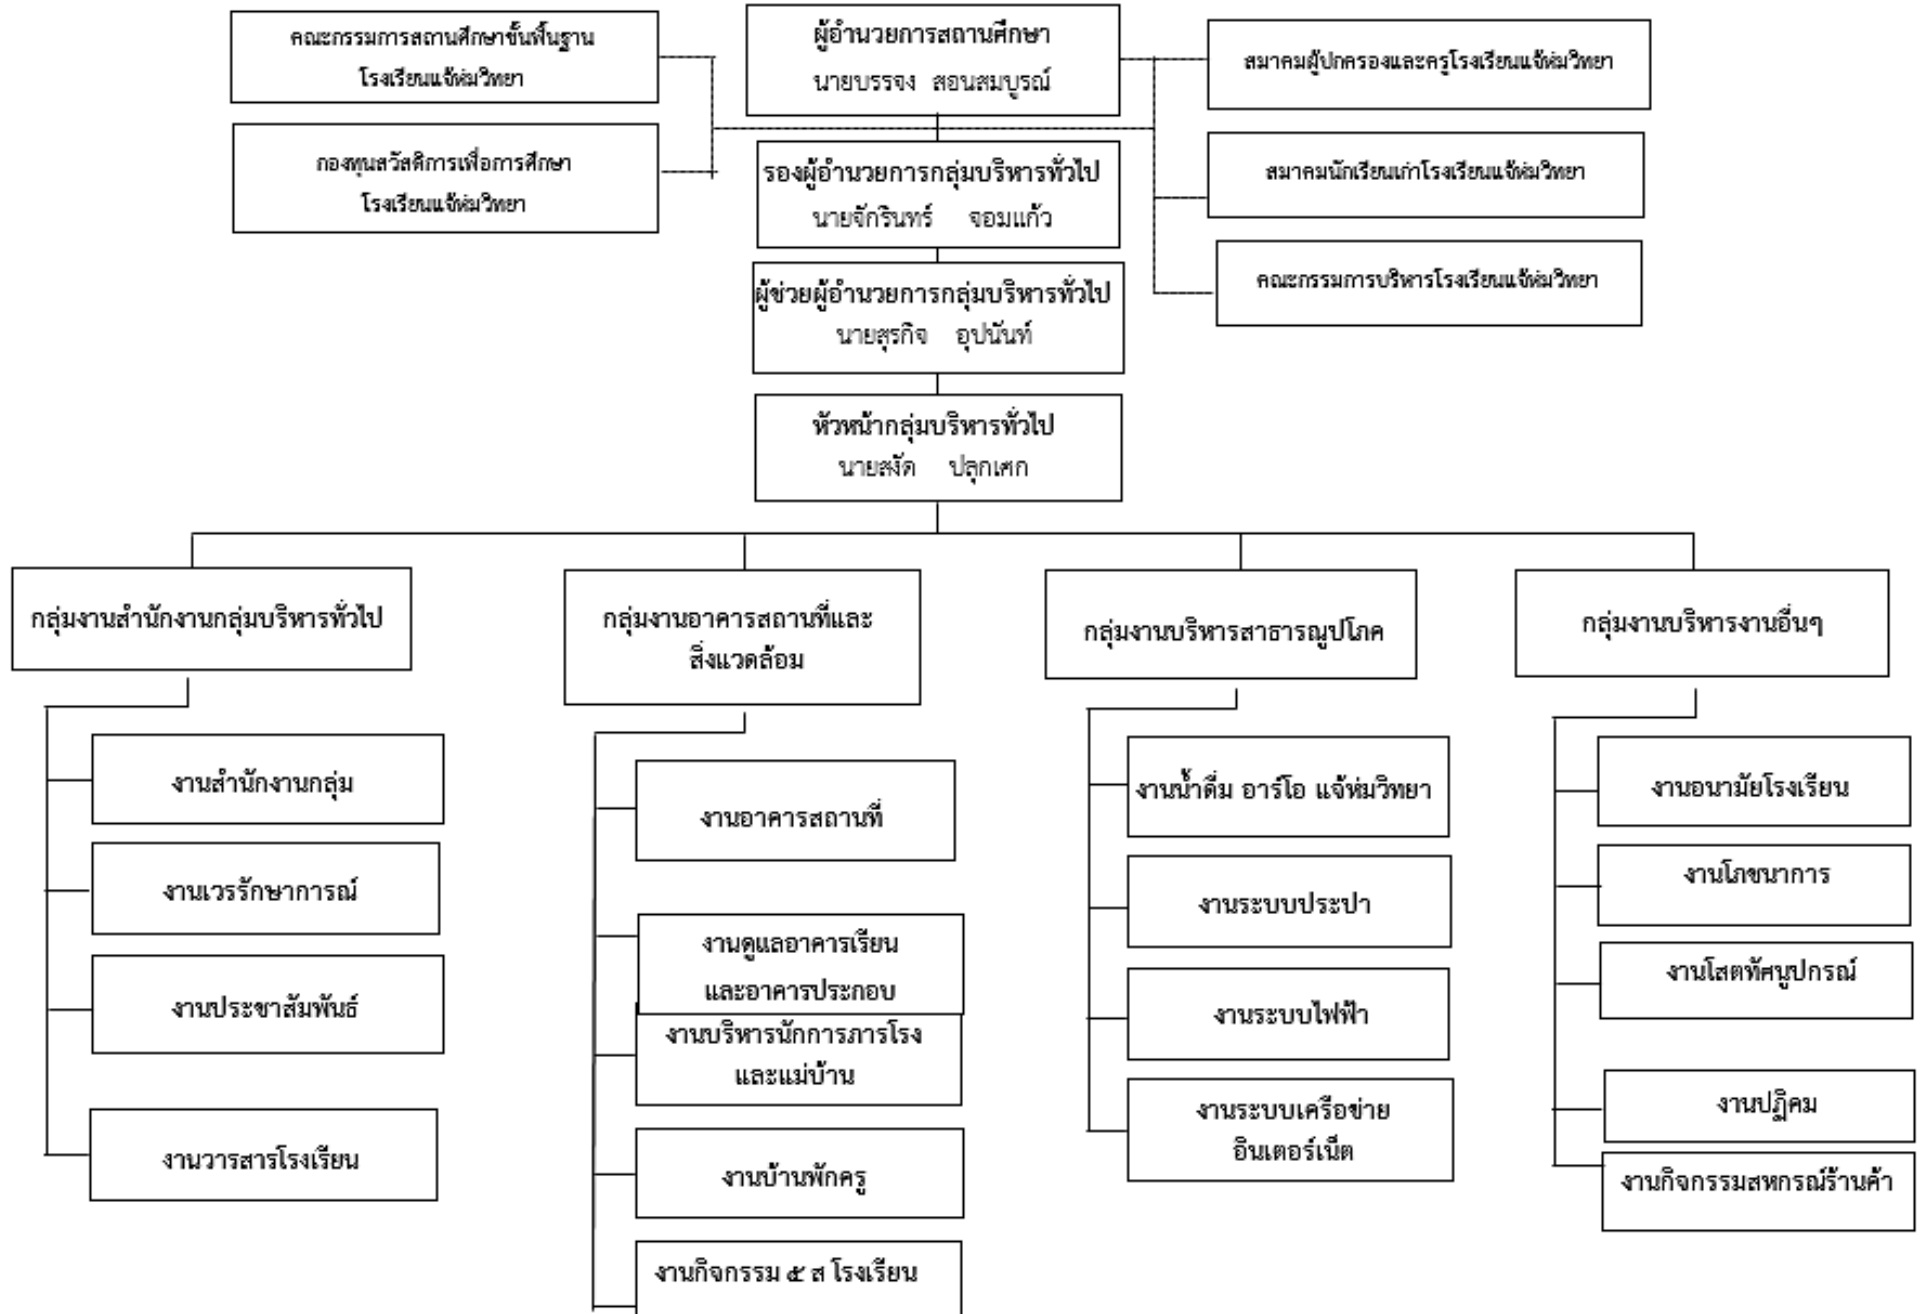 คณะกรรมการสถานศึกษาขั้นพื้นฐาน
โรงเรียนแจ้ห่มวิทยา
ผู้อำนวยการสถานศึกษา
นายบรรจง สอนสมบูรณ์
สมาคมผู้ปกครองและครูโรงเรียนแจ้ห่มวิทยา
กองทุนสวัสดิการเพื่อการศึกษา
โรงเรียนแจ้ห่มวิทยา
รองผู้อำนวยการกลุ่มบริหารทั่วไป
นายจักรินทร์ จอมแก้ว
สมาคมนักเรียนเก่าโรงเรียนแจ้ห่มวิทยา
ผู้ช่วยผู้อำนวยการกลุ่มบริหารทั่วไป
นายสุรกิจ อุปนันท์
คณะกรรมการบริหารโรงเรียนแจ้ห่มวิทยา
หัวหน้ากลุ่มบริหารทั่วไป
นายสงัด ปลุกเศก
กลุ่มงานสำนักงานกลุ่มบริหารทั่วไป
งานสำนักงานกลุ่ม
งานเวรรักษาการณ์
งานประชาสัมพันธ์
งานวารสารโรงเรียน
กลุ่มงานอาคารสถานที่และ
สิ่งแวดล้อม
งานอาคารสถานที่
งานดูแลอาคารเรียน
และอาคารประกอบ
งานบริหารนักการภารโรง
และแม่บ้าน
งานบ้านพักครู
งานกิจกรรม ๕ ส โรงเรียน
กลุ่มงานบริหารสาธารณูปโภค
งานน้ำดื่ม อาร์โอ แจ้ห่มวิทยา
งานระบบประปา
งานระบบไฟฟ้า
งานระบบเครือข่าย
อินเตอร์เน็ต
กลุ่มงานบริหารงานอื่นๆ
งานอนามัยโรงเรียน
งานโภชนาการ
งานโสตทัศนูปกรณ์
งานปฏิคม
งานกิจกรรมสหกรณ์ร้านค้า